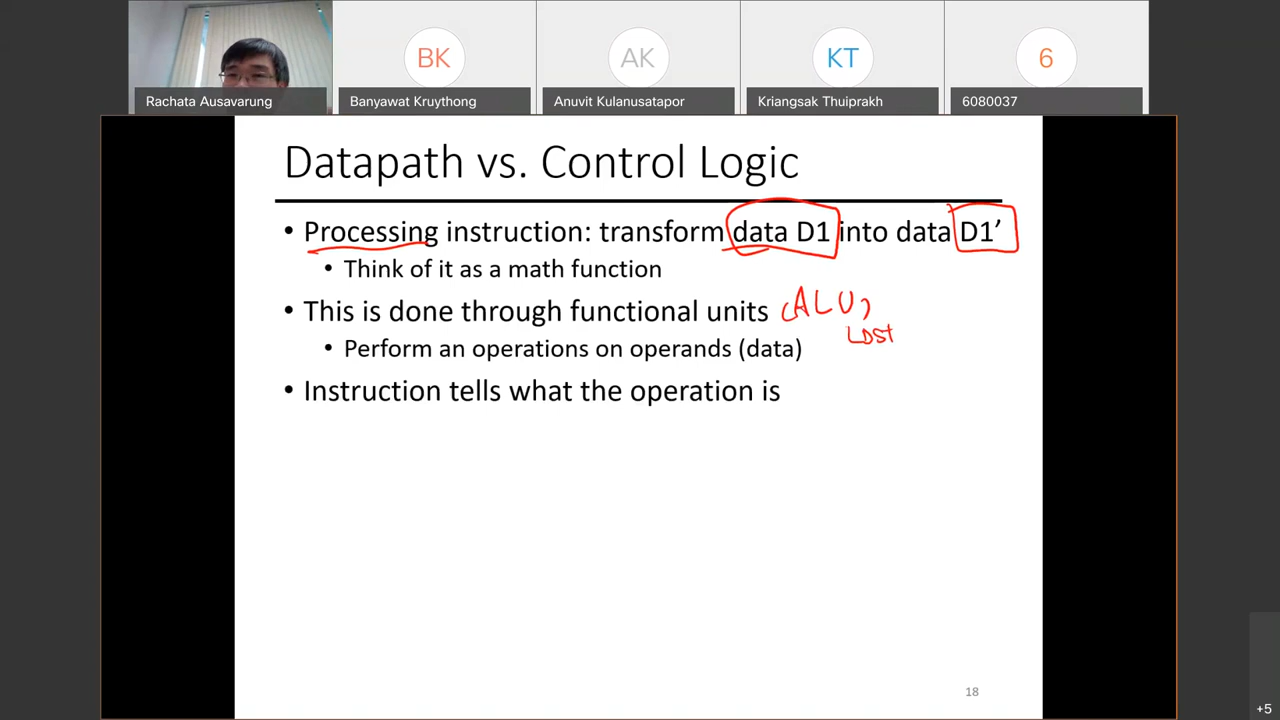 BK
AK
KT
6
Rachata Ausavarung
Banyawat Kruythong
Anuvit Kulanusatapor
Kriangsak Thuiprakh
6080037
Datapath vs. Control Logic
• Processing instruction: transform data D1 into data D1’
• Think of it as a math function
• This is done through functional units (ALU,
LDST
• Perform an operations on operands (data)
• Instruction tells what the operation is
18
+5